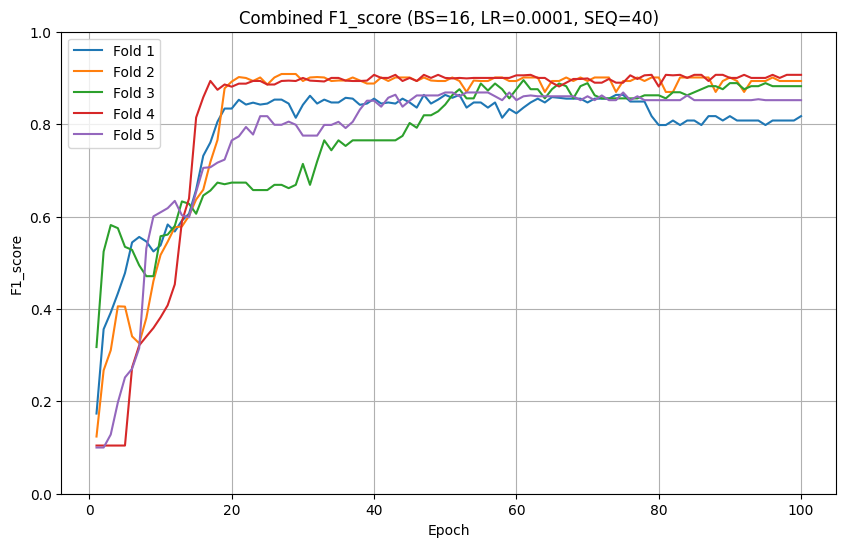 Combined F1_score (BS=16, LR=0.0001, SEQ=40)
Fold 1
Fold 2
Fold 3
Fold 4
Fold 5
1.0
0.8
0.6
0.4
0.2
0.0
F1_score
0 20 40 60 80 100
Epoch